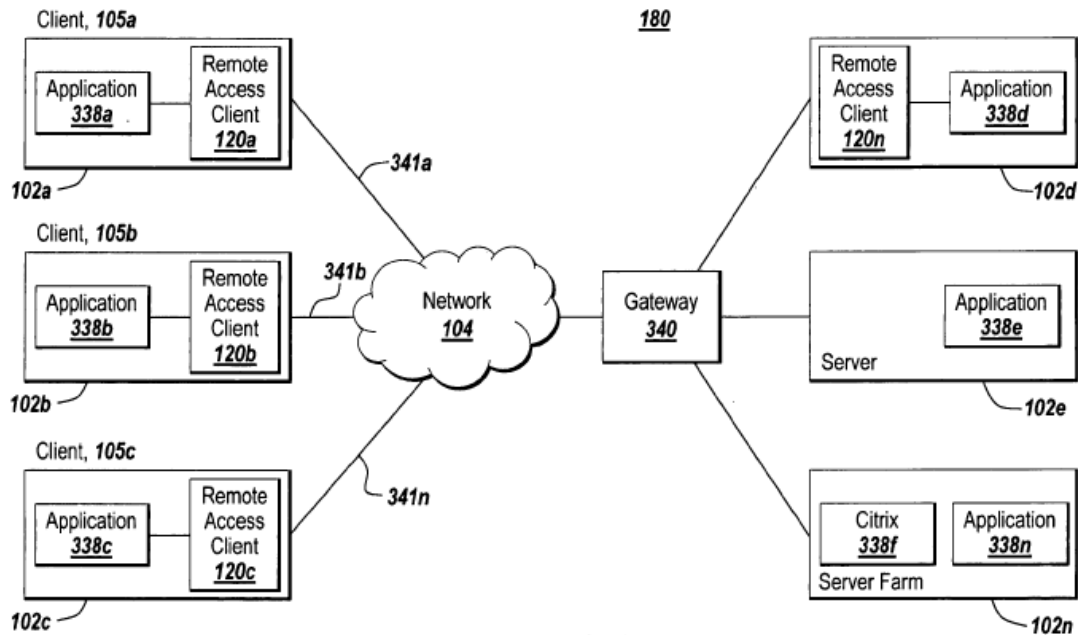 Client, 105a
180
Application
338a
Remote
Access
Client
120a
102a
341a
Remote
Access
Client
120n
Application
338d
102d
Client, 105b
Application
338b
Remote
Access
Client
120b
102b
341b
Network
104
Gateway
340
Application
338e
Server
102e
Client, 105c
Application
338c
Remote
Access
Client
120c
102c
341n
Citrix
338f
Application
338n
Server Farm
102n